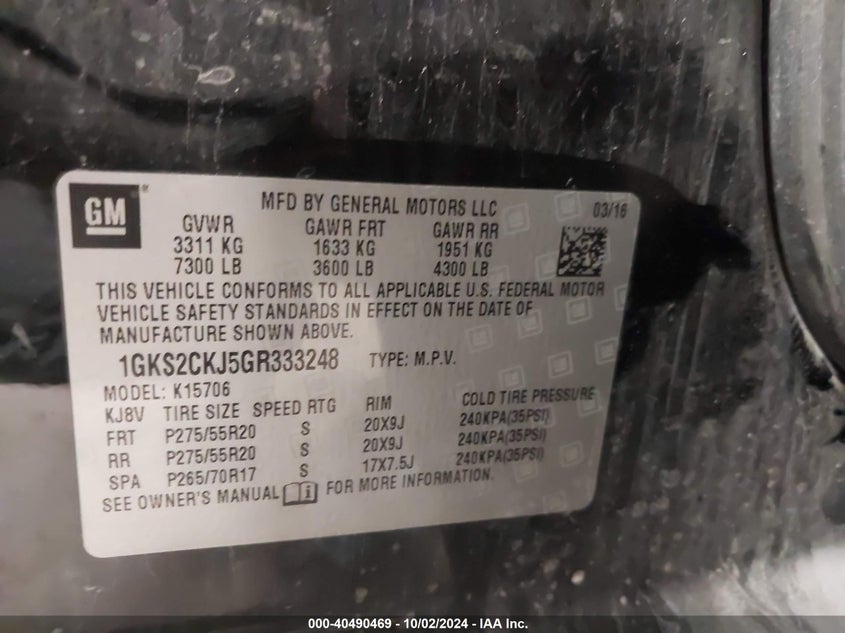 GM ®
MFD BY GENERAL MOTORS LLC 03/16
GVWR GAWR FRT GAWR RR
3311 KG 1633 KG 1951 KG
7300 LB 3600 LB 4300 LB
THIS VEHICLE CONFORMS TO ALL APPLICABLE U.S. FEDERAL MOTOR
VEHICLE SAFETY STANDARDS IN EFFECT ON THE DATE OF
MANUFACTURE SHOWN ABOVE.
1GKS2CKJ5GR333248 TYPE: M.P.V.
MODEL: K15706
KJ8V TIRE SIZE SPEED RTG RIM COLD TIRE PRESSURE
FRT P275/55R20 S 20X9J 240KPA(35PSI)
RR P275/55R20 S 20X9J 240KPA(35PSI)
SPA P265/70R17 S 17X7.5J 240KPA(35PSI)
SEE OWNER'S MANUAL FOR MORE INFORMATION.
000-40490469 - 10/02/2024 - IAA Inc.